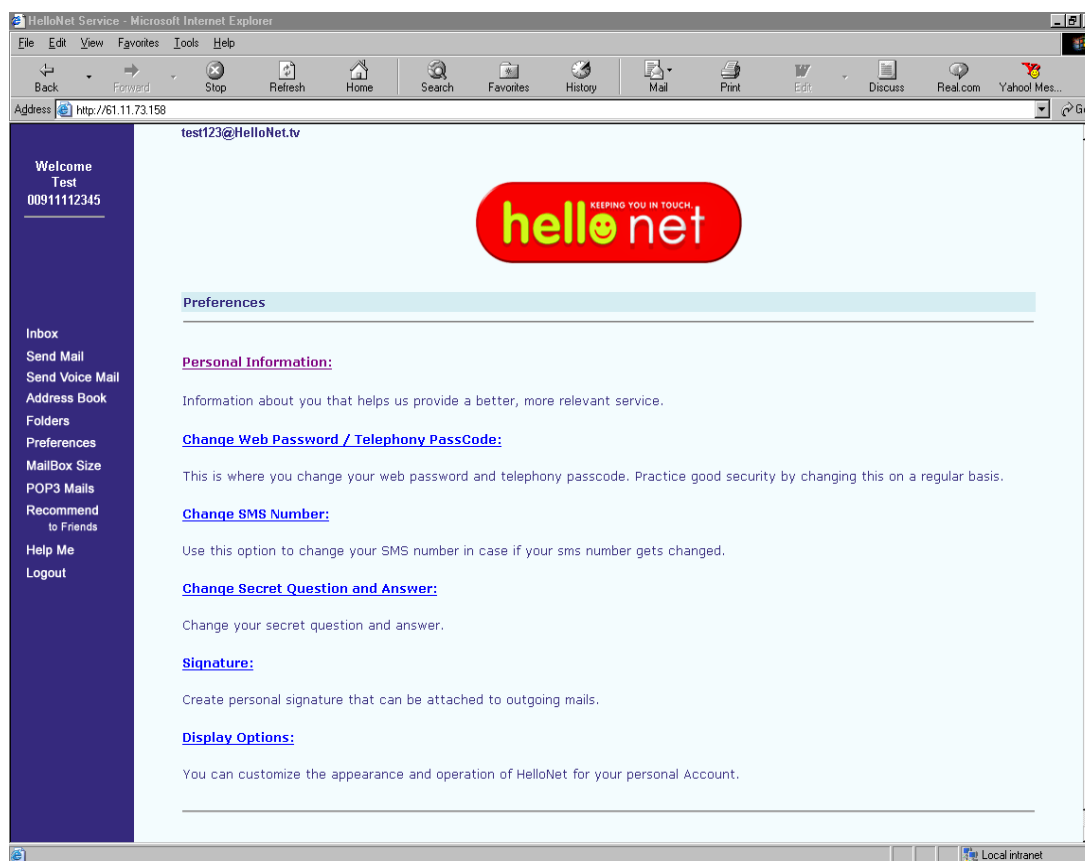 HelloNet Service - Microsoft Internet Explorer
File Edit View Favorites Tools Help
Back Forward Stop Refresh Home Search Favorites History Mail Print Edit Discuss Real.com Yahoo! Mes...
Address http://61.11.73.158
test123@HelloNet.tv
Welcome
Test
00911112345
KEEPING YOU IN TOUCH.
hello net
Preferences
Inbox
Send Mail
Send Voice Mail
Address Book
Folders
Preferences
MailBox Size
POP3 Mails
Recommend
to Friends
Help Me
Logout
Personal Information:
Information about you that helps us provide a better, more relevant service.
Change Web Password / Telephony PassCode:
This is where you change your web password and telephony passcode. Practice good security by changing this on a regular basis.
Change SMS Number:
Use this option to change your SMS number in case if your sms number gets changed.
Change Secret Question and Answer:
Change your secret question and answer.
Signature:
Create personal signature that can be attached to outgoing mails.
Display Options:
You can customize the appearance and operation of HelloNet for your personal Account.
Local intranet